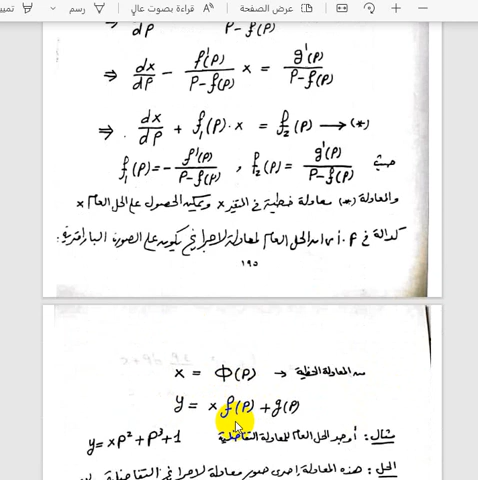 عرض الصفحة
قراءة بصوت عالٍ
رسم
dP P - f(P)
⇒ dx/dP - f'(P)/(P - f(P)) x = g'(P)/(P - f(P))
⇒ dx/dP + f₁(P) . x = f₂(P) → (*)
حيث
f₁(P) = - f'(P)/(P - f(P)) , f₂(P) = g'(P)/(P - f(P))
والمعادلة (*) معادلة خطية في المتغير x ويمكن الحصول على الحل العام x
كدالة في P . أي أن الحل العام لمعادلة لاجرانج يكون على الصورة البارامترية :
١٩٥
x = Φ(P) ← من المعادلة الخطية
y = x f(P) + g(P)
مثال : أوجد الحل العام للمعادلة التفاضلية y = xP² + P³ + 1
الحل : هذه المعادلة إحدى صور معادلة لاجرانج التفاضلية